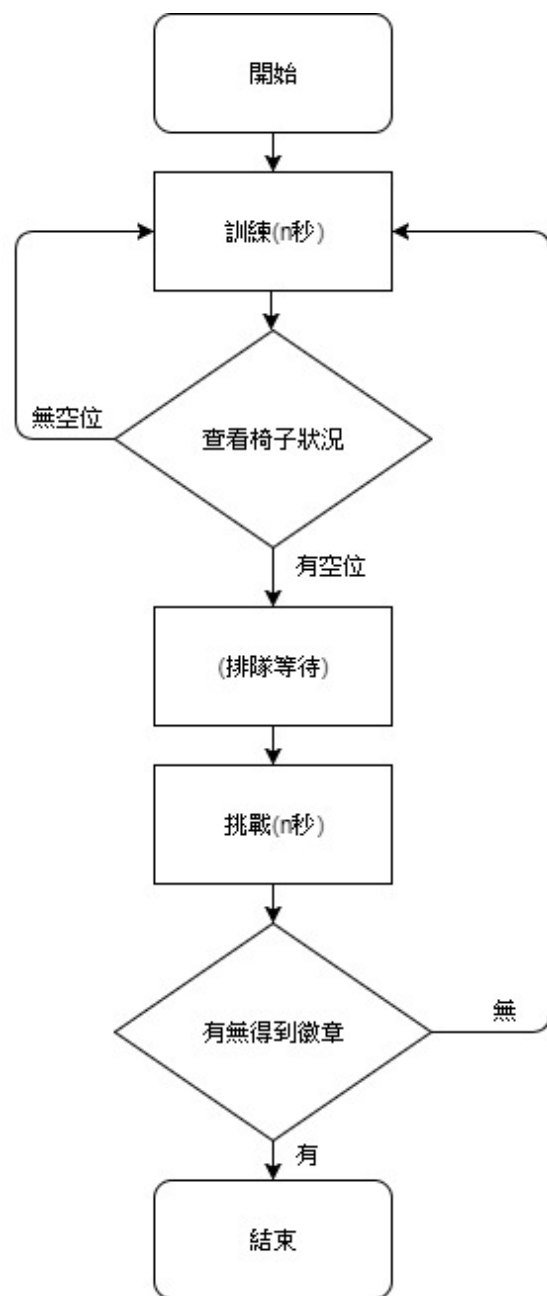 開始
訓練(n秒)
查看椅子狀況
無空位
有空位
(排隊等待)
挑戰(n秒)
有無得到徽章
無
有
結束